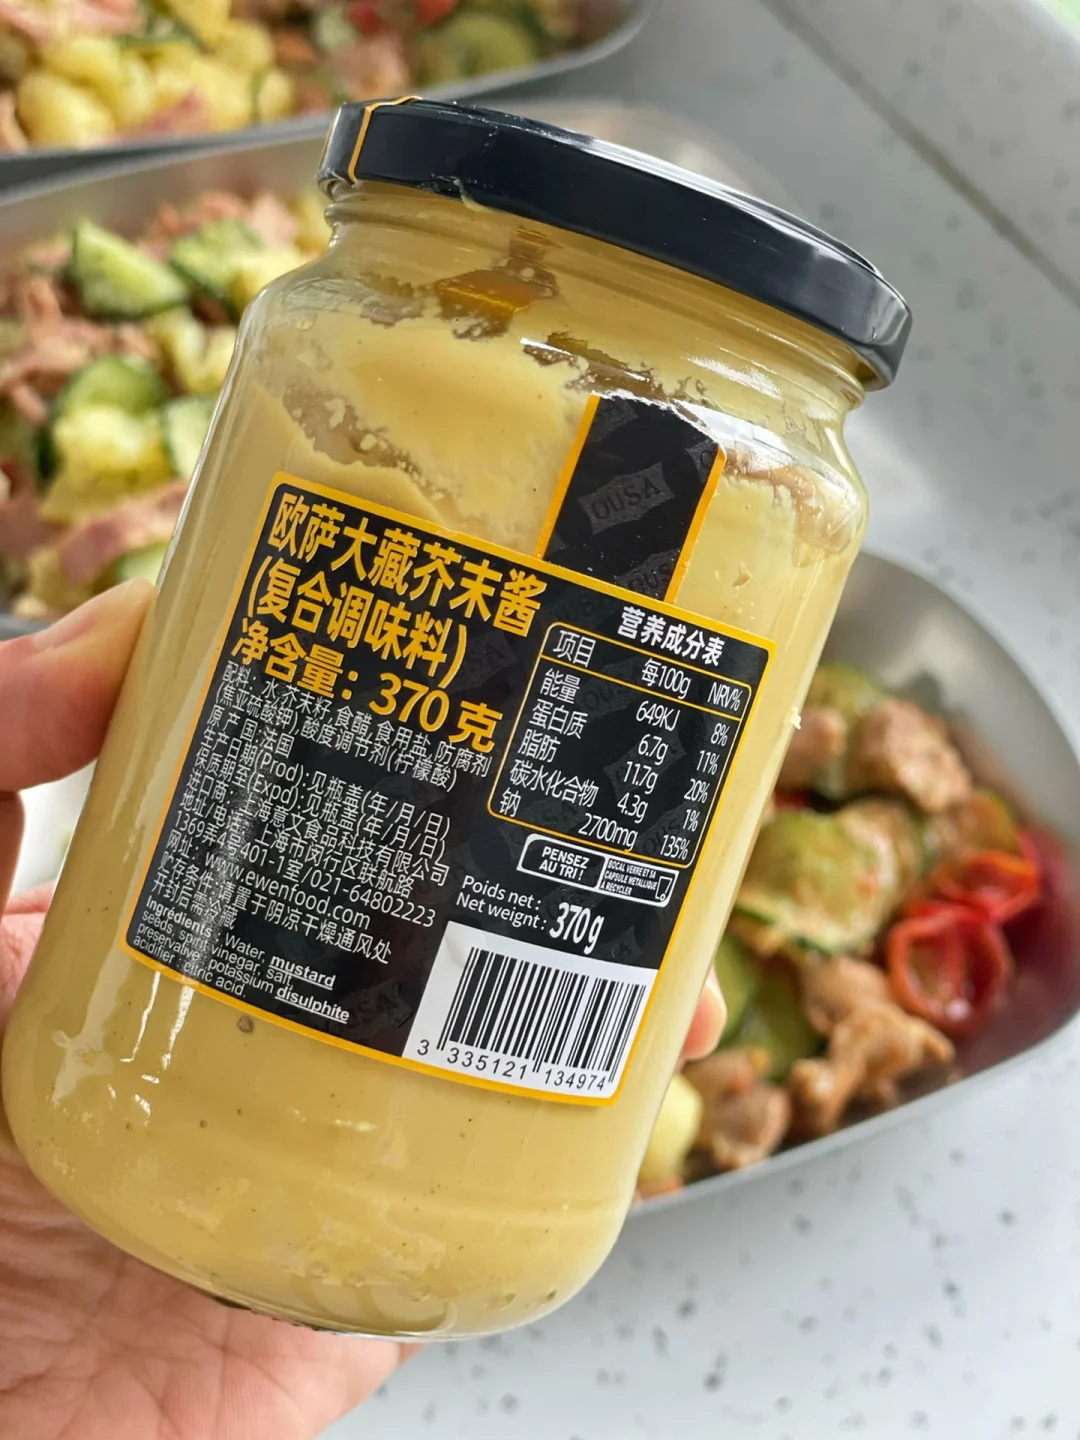 OUSA
欧萨大藏芥末酱
(复合调味料)
净含量：370克
配料：水,芥末籽,食醋,食用盐,防腐剂
(焦亚硫酸钾),酸度调节剂(柠檬酸)
原产国:法国
生产日期(Prod):见瓶盖(年/月/日)
保质期至(Expd):见瓶盖(年/月/日)
进口商:上海意文食品科技有限公司
地址/电话:上海市闵行区联航路
1369弄4号401-1室/021-64802223
网址:www.ewenfood.com
贮存条件:请置于阴凉干燥通风处
开封后需冷藏
Ingredients: Water, mustard
seeds, spirit vinegar, salt,
preservative: potassium disulphite
acidifier: citric acid.
营养成分表
项目 每100g NRV%
能量 649KJ 8%
蛋白质 6.7g 11%
脂肪 11.7g 20%
碳水化合物 4.3g 1%
钠 2700mg 135%
PENSEZ
AU TRI !
BOCAL VERRE ET SA
CAPSULE METALLIQUE
À RECYCLER
Poids net :
Net weignt : 370g
3 335121 134974